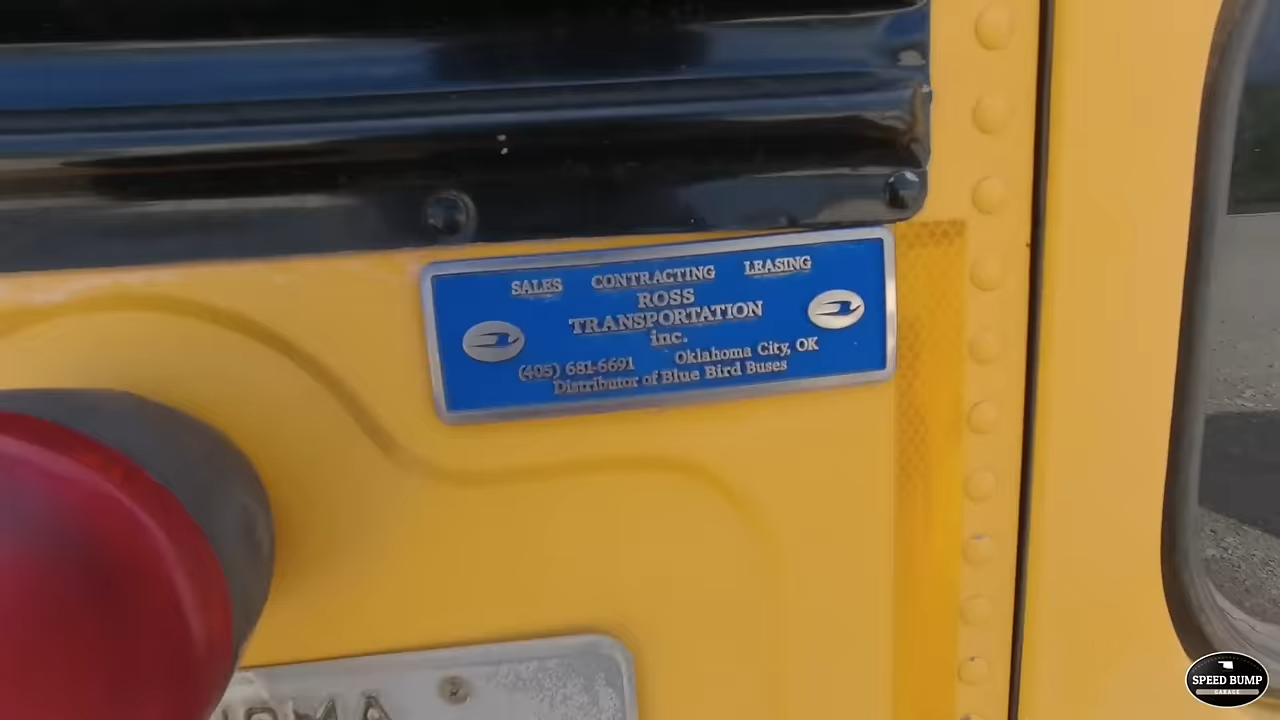 SALES CONTRACTING LEASING
ROSS
TRANSPORTATION
inc.
(405) 681-6691 Oklahoma City, OK
Distributor of Blue Bird Buses
SPEED BUMP
GARAGE